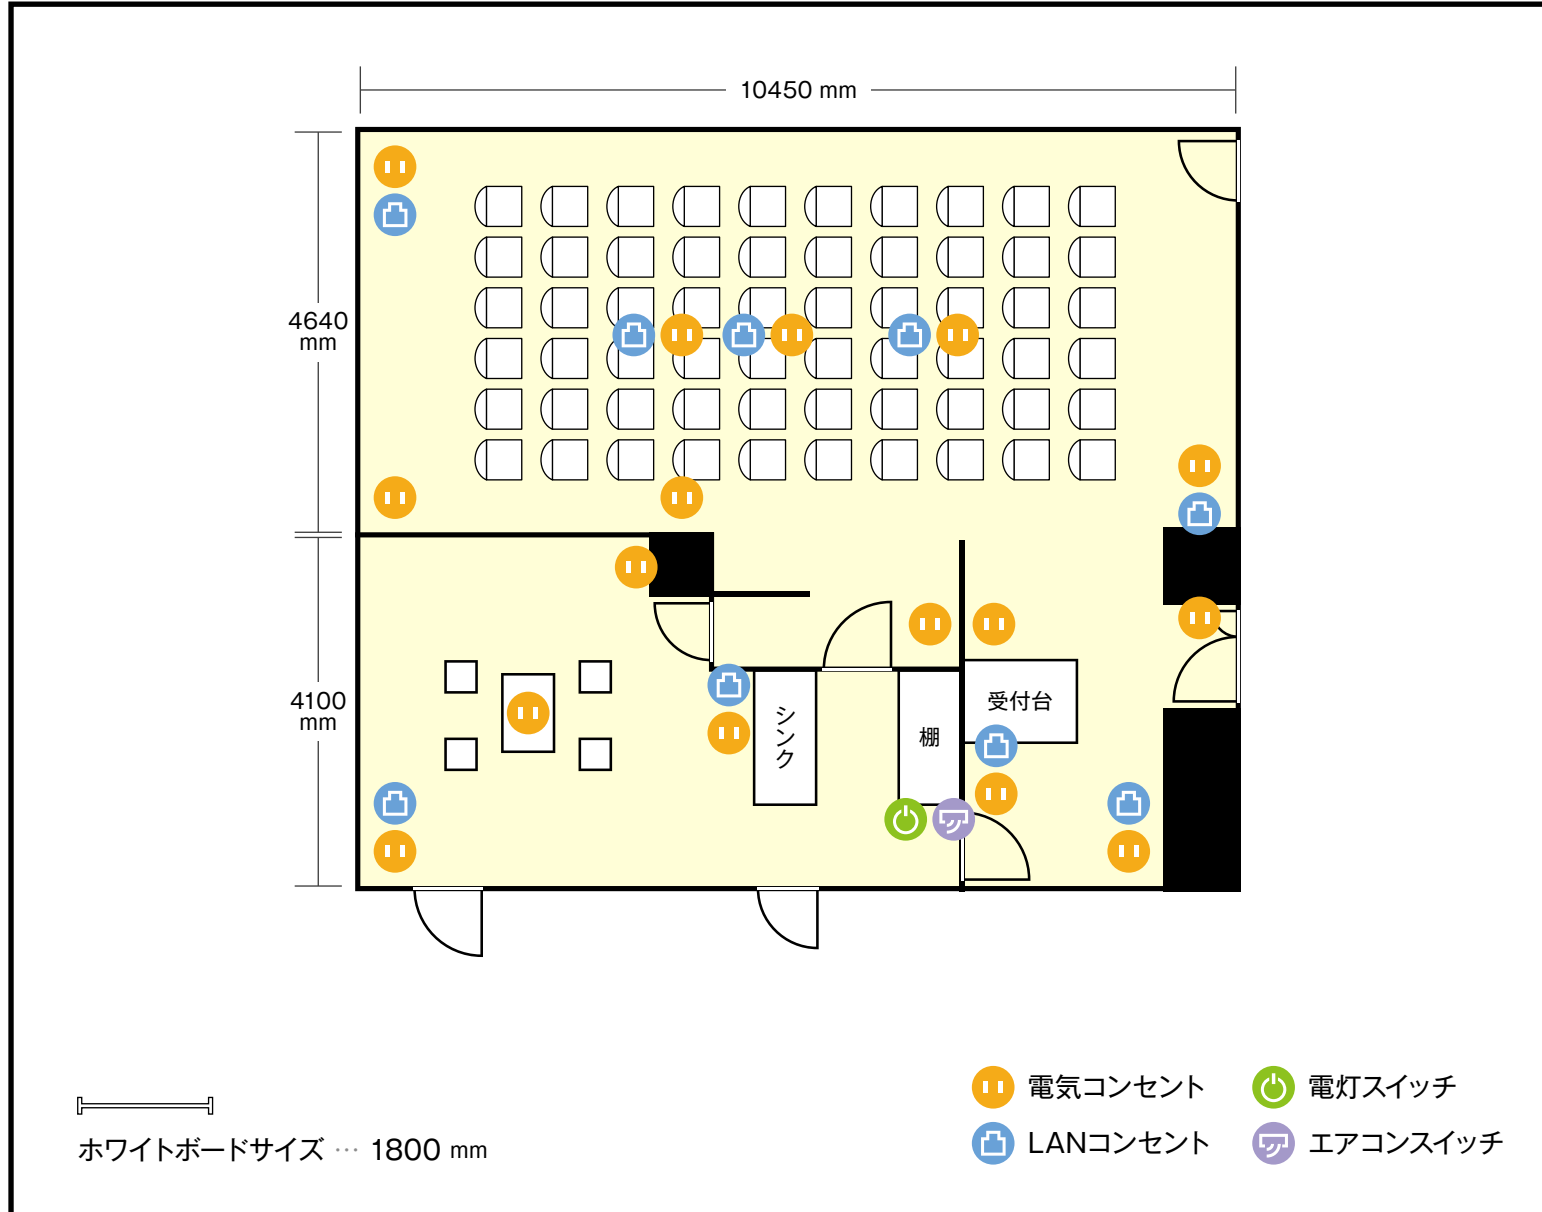 10450 mm
4640
mm
4100
mm
受付台
シンク
棚
電気コンセント
電灯スイッチ
LANコンセント
エアコンスイッチ
ホワイトボードサイズ … 1800 mm